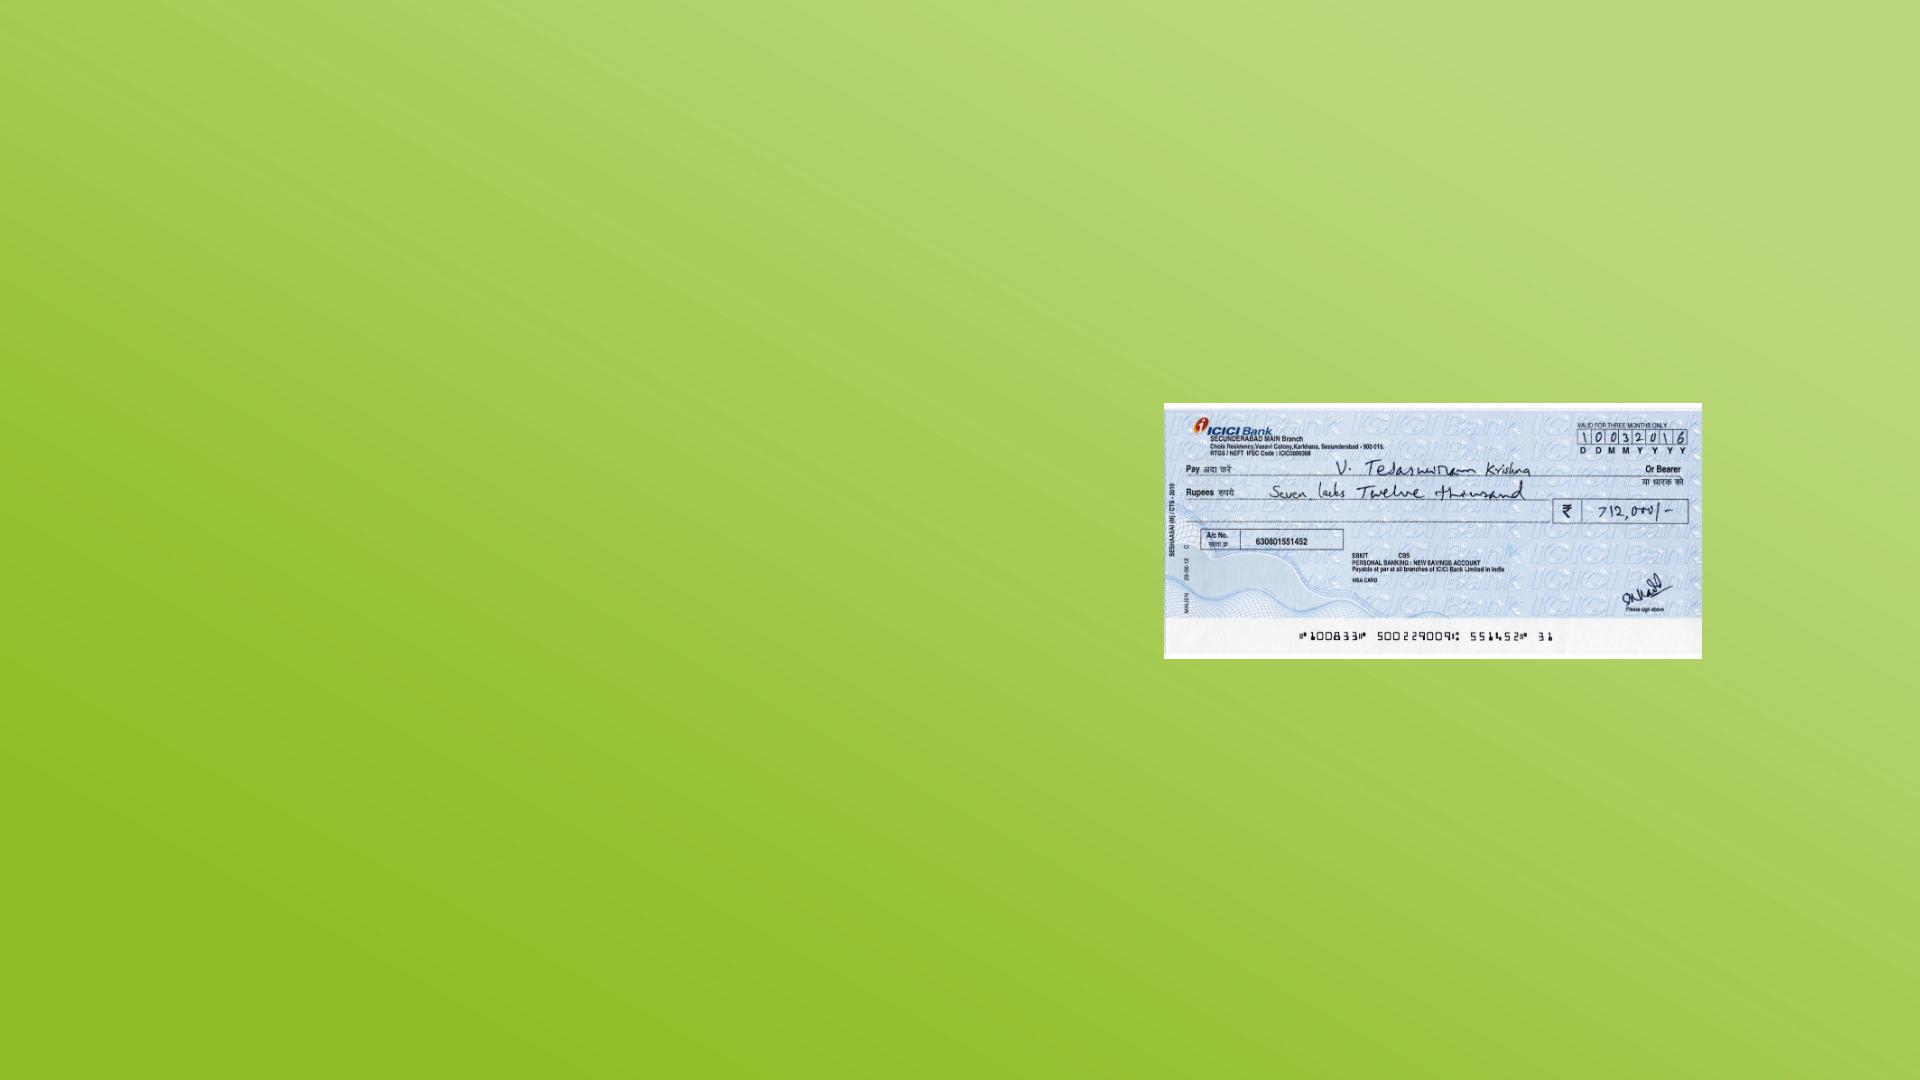 ICICI Bank
SECUNDERABAD MAIN Branch
Chola Residency,Vasavi Colony,Karkhana, Secunderabad - 500 015.
RTGS / NEFT IFSC Code :
VALID FOR THREE MONTHS ONLY
1 0 0 3 2 0 1 6
D D M M Y Y Y Y
Pay अदा करें V. Tejaswiram Krishna Or Bearer
या धारक को
Rupees रुपये Seven lacks Twelve thousand
₹ 712,000/-
A/c No. 630801551452
खाता क्र.
SBKIT CBS
PERSONAL BANKING : NEW SAVINGS ACCOUNT
Payable at par at all branches of ICICI Bank Limited in India
VISA CARD
Please sign above
SESHAASAI (M) / CTS - 2010
⑈100833⑈ 500229009⑆ 551452⑈ 31